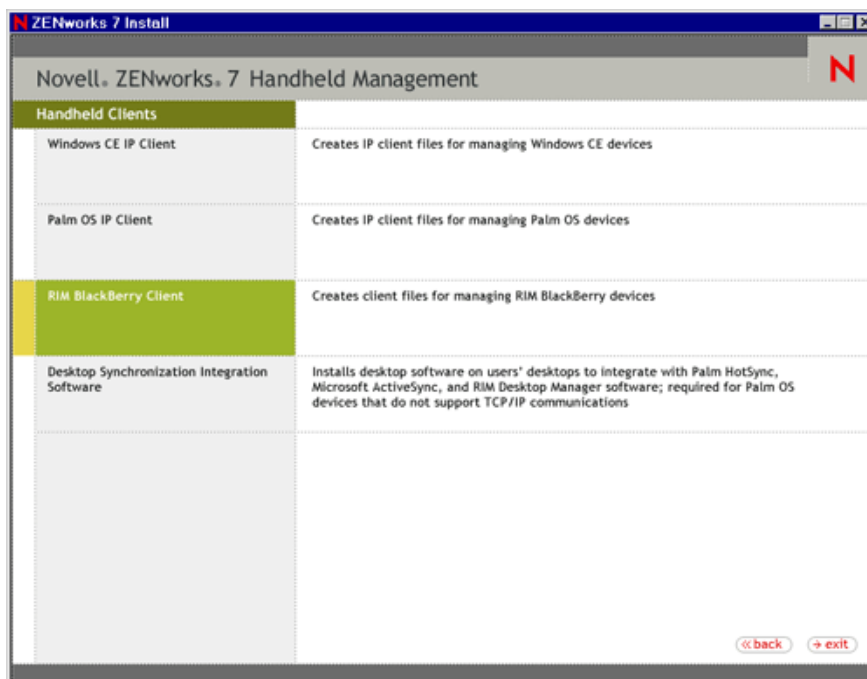 N ZENworks 7 Install
Novell. ZENworks. 7 Handheld Management
N
Handheld Clients
Windows CE IP Client
Creates IP client files for managing Windows CE devices
Palm OS IP Client
Creates IP client files for managing Palm OS devices
RIM BlackBerry Client
Creates client files for managing RIM BlackBerry devices
Desktop Synchronization Integration
Software
Installs desktop software on users' desktops to integrate with Palm HotSync,
Microsoft ActiveSync, and RIM Desktop Manager software; required for Palm OS
devices that do not support TCP/IP communications
« back
→ exit